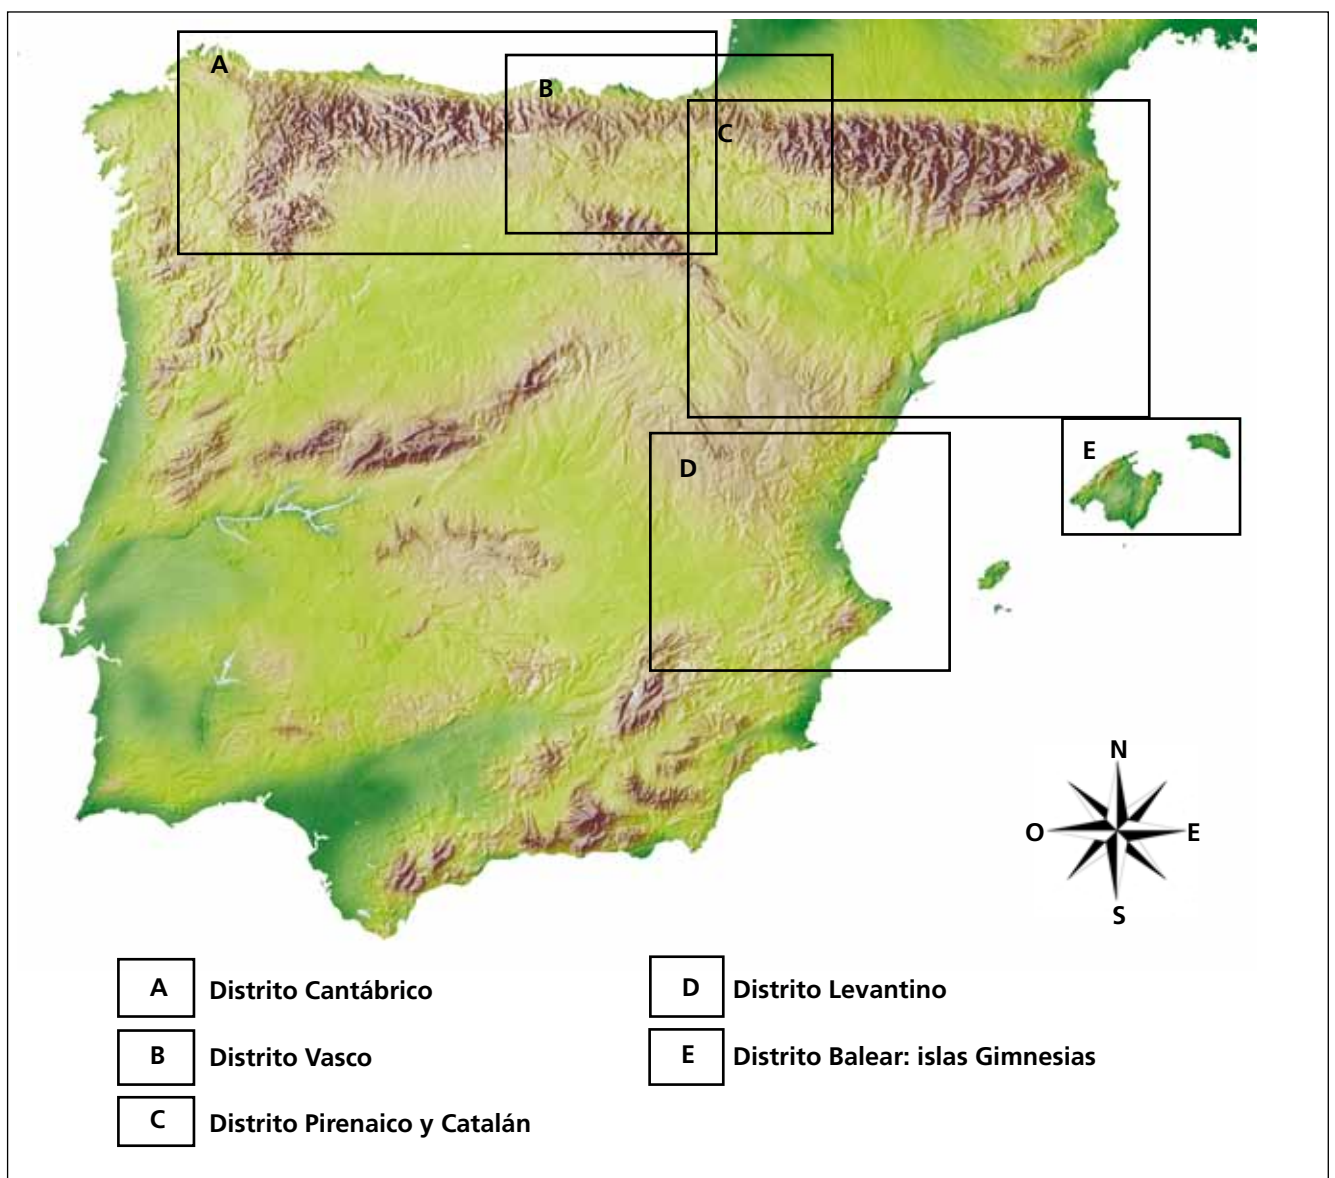 A
B
C
D
E
N
O
E
S
A Distrito Cantábrico
B Distrito Vasco
C Distrito Pirenaico y Catalán
D Distrito Levantino
E Distrito Balear: islas Gimnesias